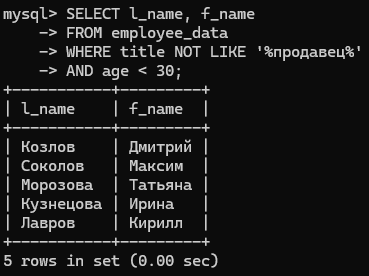 mysql> SELECT l_name, f_name
    -> FROM employee_data
    -> WHERE title NOT LIKE '%продавец%'
    -> AND age < 30;
+-----------+---------+
| l_name    | f_name  |
+-----------+---------+
| Козлов    | Дмитрий |
| Соколов   | Максим  |
| Морозова  | Татьяна |
| Кузнецова | Ирина   |
| Лавров    | Кирилл  |
+-----------+---------+
5 rows in set (0.00 sec)